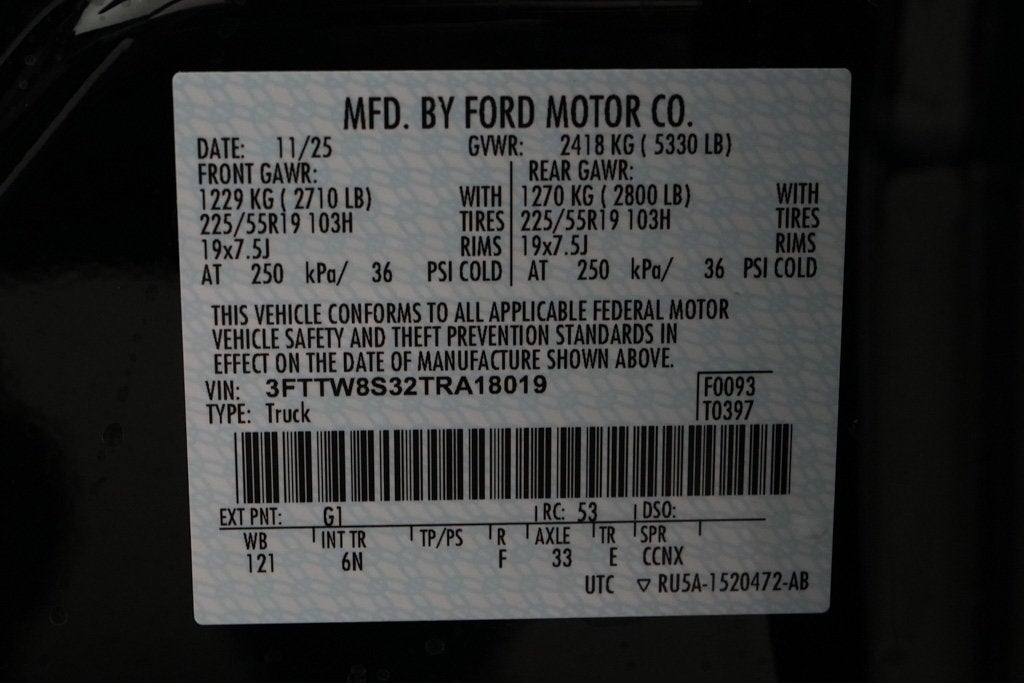 MFD. BY FORD MOTOR CO.
DATE: 11/25 GVWR: 2418 KG ( 5330 LB)
FRONT GAWR: REAR GAWR:
1229 KG ( 2710 LB) WITH 1270 KG ( 2800 LB) WITH
225/55R19 103H TIRES 225/55R19 103H TIRES
19x7.5J RIMS 19x7.5J RIMS
AT 250 kPa/ 36 PSI COLD AT 250 kPa/ 36 PSI COLD
THIS VEHICLE CONFORMS TO ALL APPLICABLE FEDERAL MOTOR
VEHICLE SAFETY AND THEFT PREVENTION STANDARDS IN
EFFECT ON THE DATE OF MANUFACTURE SHOWN ABOVE.
VIN: 3FTTW8S32TRA18019 F0093
TYPE: Truck T0397
EXT PNT: G1 RC: 53 DSO:
WB INT TR TP/PS R AXLE TR SPR
121 6N F 33 E CCNX
UTC ▽ RU5A-1520472-AB